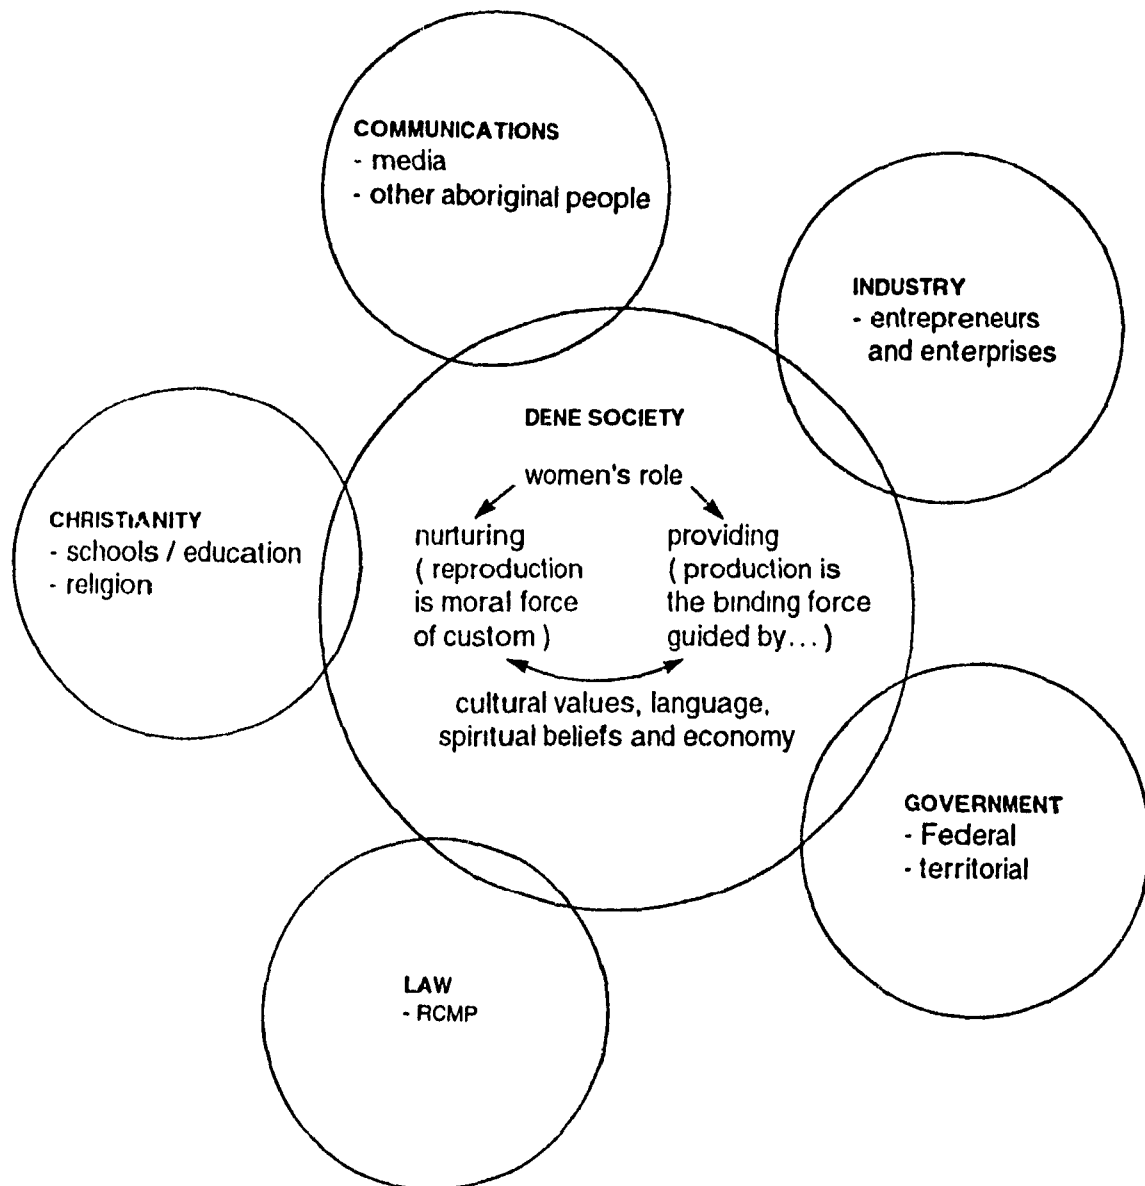 COMMUNICATIONS
- media
- other aboriginal people
INDUSTRY
- entrepreneurs
and enterprises
DENE SOCIETY
women's role
nurturing
( reproduction
is moral force
of custom )
providing
( production is
the binding force
guided by... )
cultural values, language,
spiritual beliefs and economy
CHRISTIANITY
- schools / education
- religion
GOVERNMENT
- Federal
- territorial
LAW
- RCMP